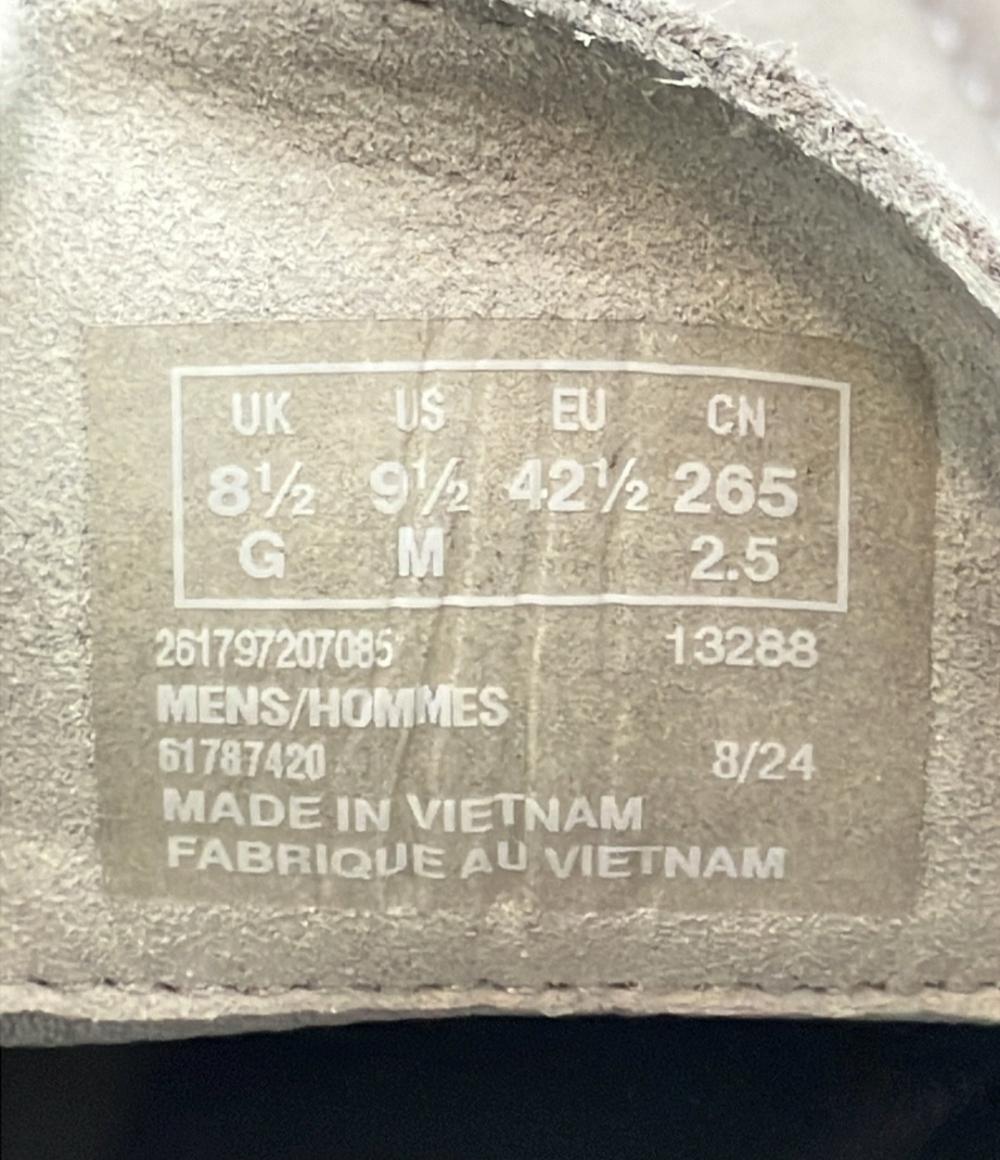 UK US EU CN
8½ 9½ 42½ 265
G M 2.5
261797207085 13288
MENS/HOMMES
61787420 8/24
MADE IN VIETNAM
FABRIQUE AU VIETNAM